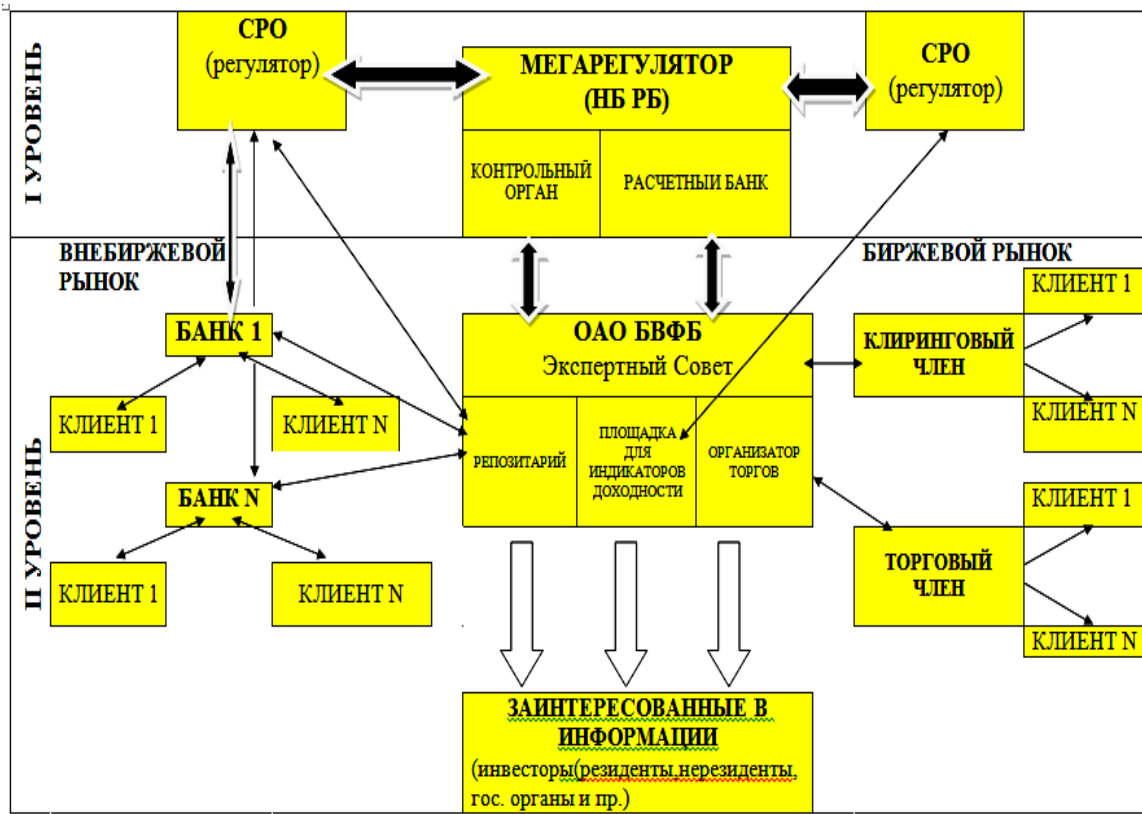 I УРОВЕНЬ
СРО
(регулятор)
МЕГАРЕГУЛЯТОР
(НБ РБ)
СРО
(регулятор)
КОНТРОЛЬНЫЙ
ОРГАН
РАСЧЕТНЫЙ БАНК
II УРОВЕНЬ
ВНЕБИРЖЕВОЙ
РЫНОК
БАНК 1
КЛИЕНТ 1
КЛИЕНТ N
БАНК N
КЛИЕНТ 1
КЛИЕНТ N
ОАО БВФБ
Экспертный Совет
РЕПОЗИТАРИЙ
ПЛОЩАДКА
ДЛЯ
ИНДИКАТОРОВ
ДОХОДНОСТИ
ОРГАНИЗАТОР
ТОРГОВ
БИРЖЕВОЙ РЫНОК
КЛИЕНТ 1
КЛИРИНГОВЫЙ
ЧЛЕН
КЛИЕНТ N
КЛИЕНТ 1
ТОРГОВЫЙ
ЧЛЕН
КЛИЕНТ N
ЗАИНТЕРЕСОВАННЫЕ В
ИНФОРМАЦИИ
(инвесторы(резиденты,нерезиденты,
гос. органы и пр.)